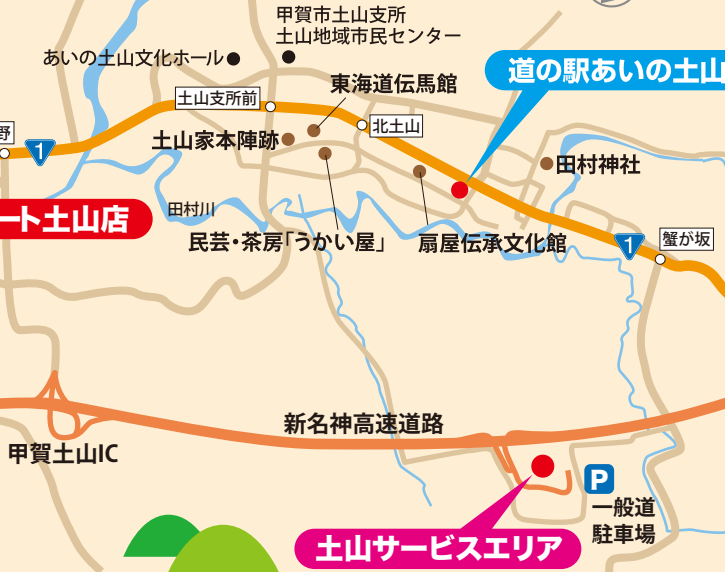 甲賀市土山支所
土山地域市民センター
あいの土山文化ホール
道の駅あいの土山
東海道伝馬館
土山支所前
北土山
野
1
土山家本陣跡
田村神社
ート土山店
田村川
民芸・茶房「うかい屋」
扇屋伝承文化館
1
蟹が坂
新名神高速道路
甲賀土山IC
P
一般道
駐車場
土山サービスエリア